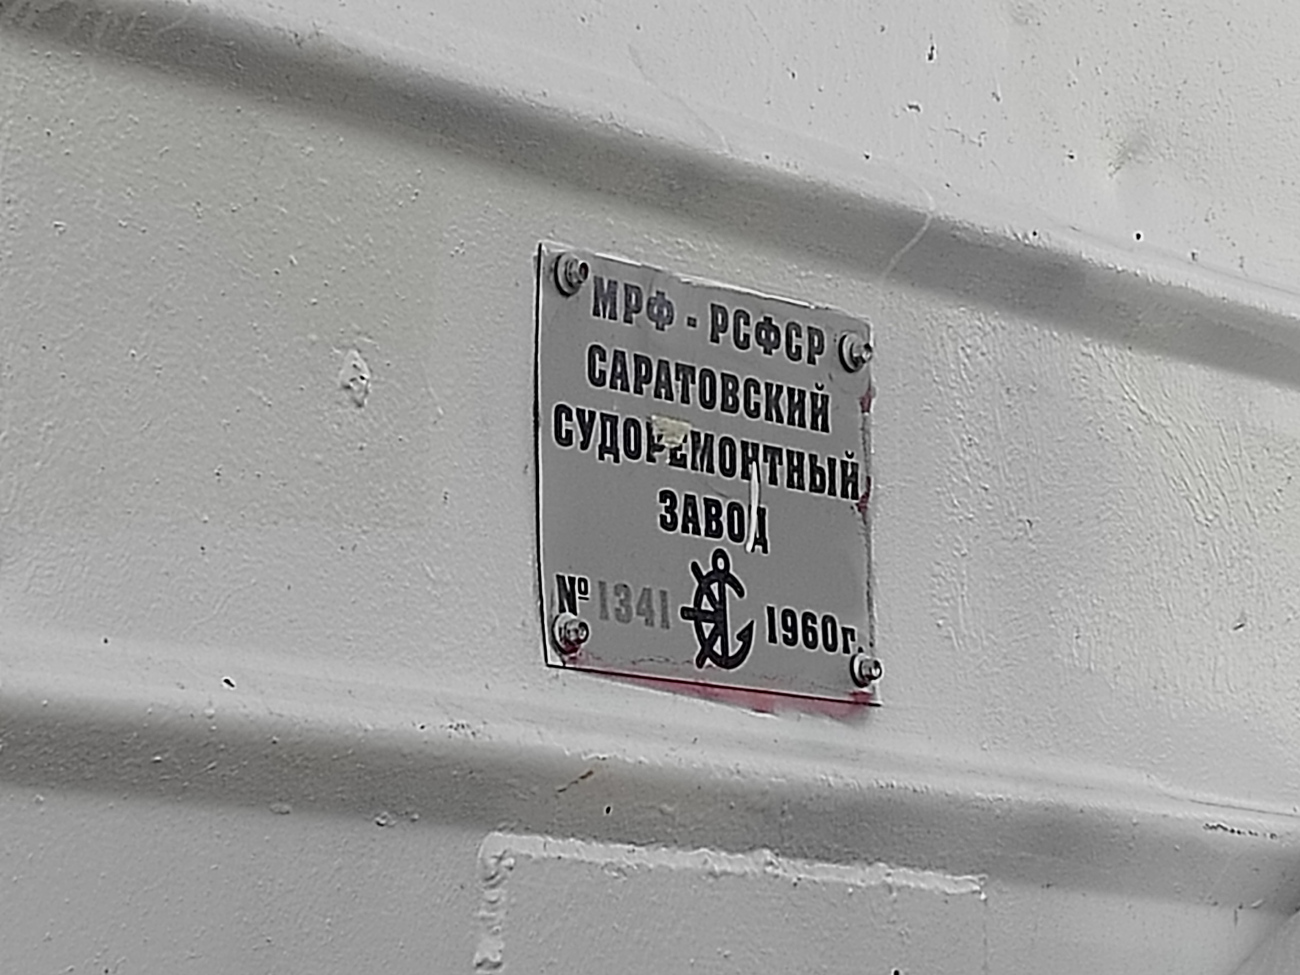 МРФ - РСФСР
САРАТОВСКИЙ
СУДОРЕМОНТНЫЙ
ЗАВОД
№ 1341 1960г.